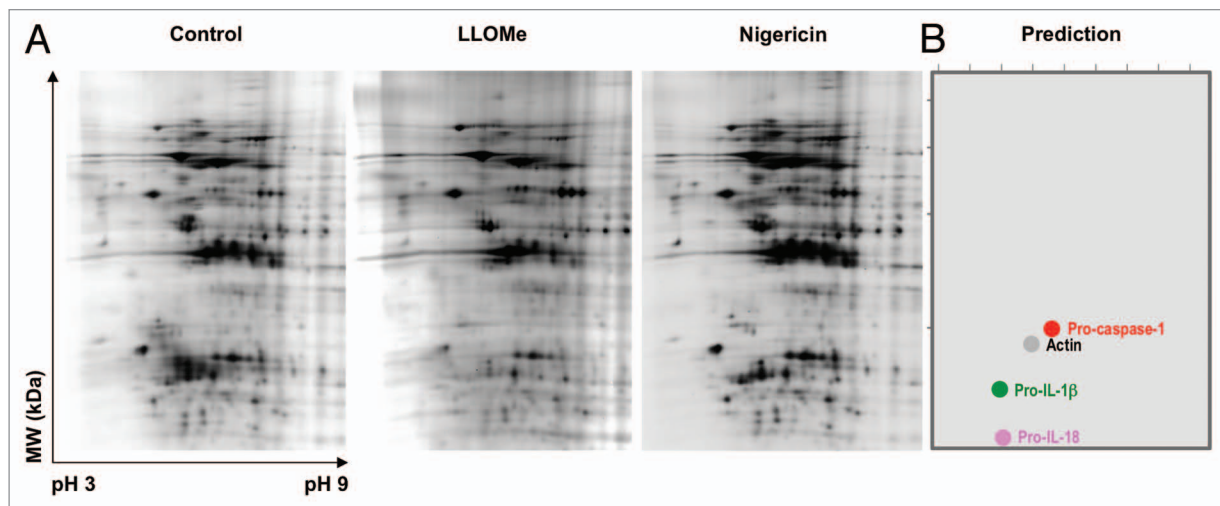 A
Control
LLOMe
Nigericin
B
Prediction
MW (kDa)
Pro-caspase-1
Actin
Pro-IL-1β
Pro-IL-18
pH 3
pH 9